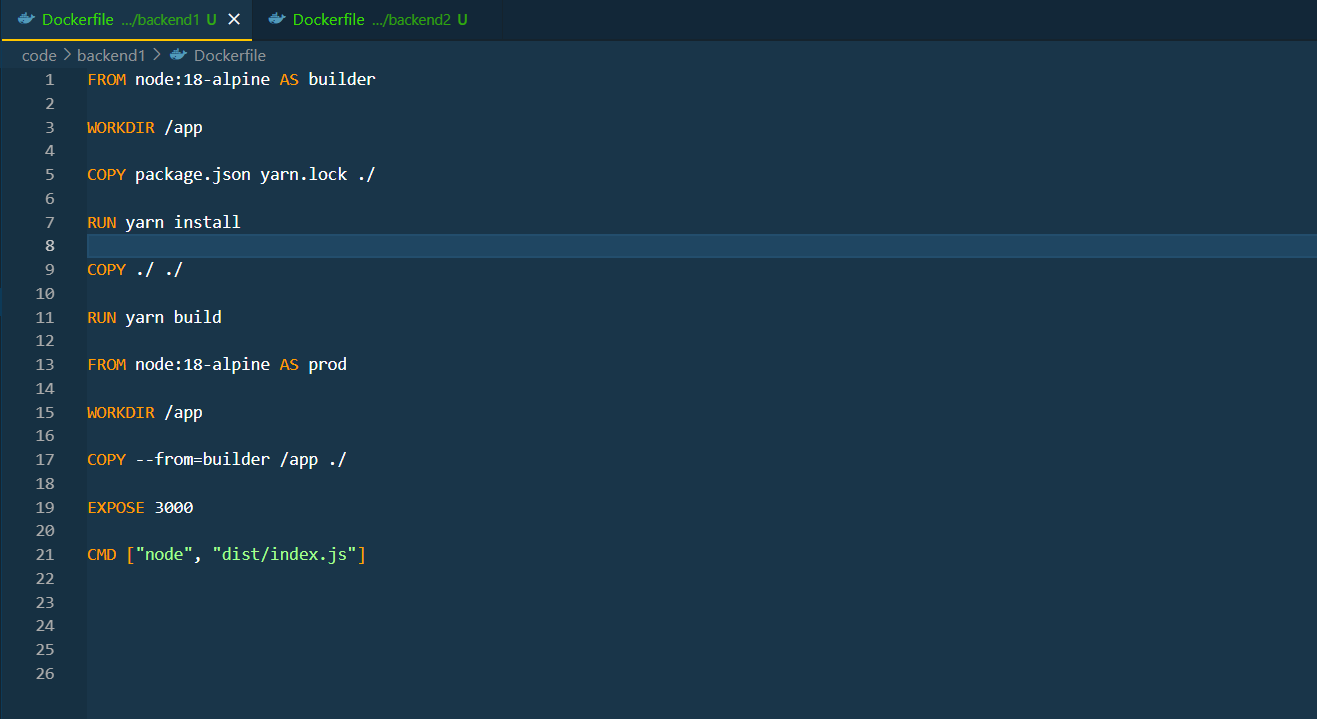 Dockerfile .../backend1 U Dockerfile .../backend2 U
code backend1 Dockerfile
1 FROM node:18-alpine AS builder
2
3 WORKDIR /app
4
5 COPY package.json yarn.lock ./
6
7 RUN yarn install
8
9 COPY ./ ./
10
11 RUN yarn build
12
13 FROM node:18-alpine AS prod
14
15 WORKDIR /app
16
17 COPY --from=builder /app ./
18
19 EXPOSE 3000
20
21 CMD ["node", "dist/index.js"]
22
23
24
25
26